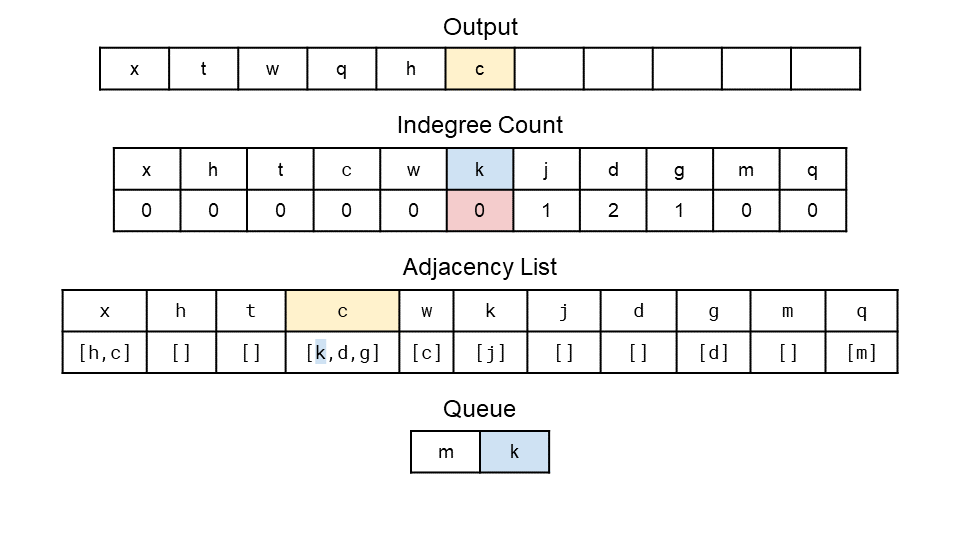 Output
x t w q h c
Indegree Count
x h t c w k j d g m q
0 0 0 0 0 0 1 2 1 0 0
Adjacency List
x h t c w k j d g m q
[h,c] [] [] [k,d,g] [c] [j] [] [] [d] [] [m]
Queue
m k